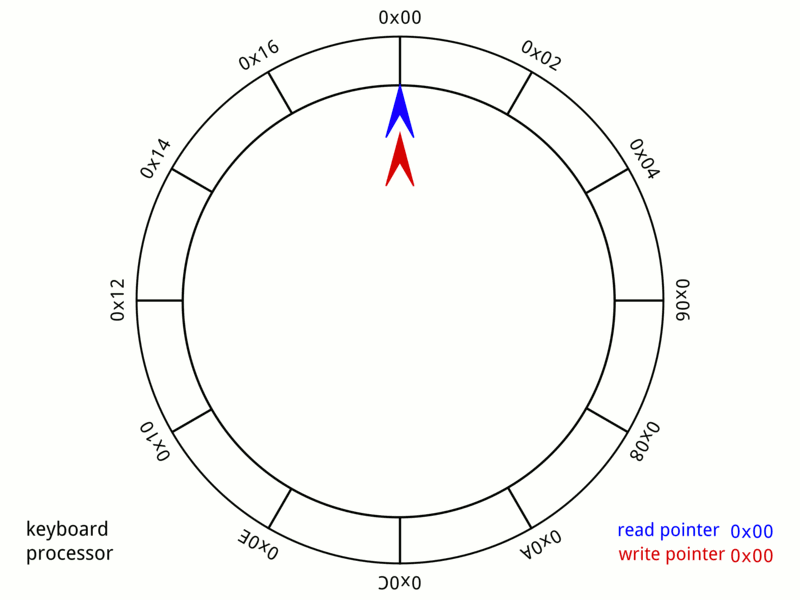 0x00
0x02
0x04
0x06
0x08
0x0A
0x0C
0x0E
0x10
0x12
0x14
0x16
keyboard
processor
read pointer 0x00
write pointer 0x00